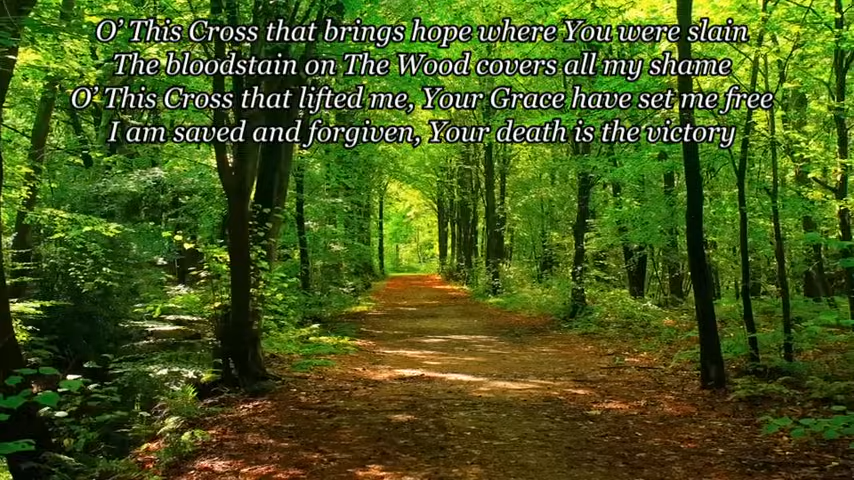 O' This Cross that brings hope where You were slain
The bloodstain on The Wood covers all my shame
O' This Cross that lifted me, Your Grace have set me free
I am saved and forgiven, Your death is the victory